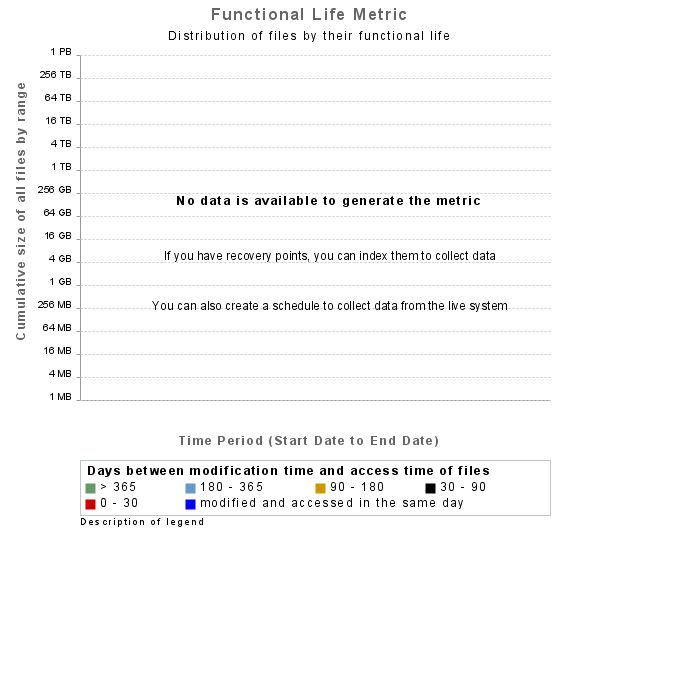 Functional Life Metric
Distribution of files by their functional life
Cumulative size of all files by range
1 PB
256 TB
64 TB
16 TB
4 TB
1 TB
256 GB
64 GB
16 GB
4 GB
1 GB
256 MB
64 MB
16 MB
4 MB
1 MB
No data is available to generate the metric
If you have recovery points, you can index them to collect data
You can also create a schedule to collect data from the live system
Time Period (Start Date to End Date)
Days between modification time and access time of files
> 365 180 - 365 90 - 180 30 - 90
0 - 30 modified and accessed in the same day
Description of legend